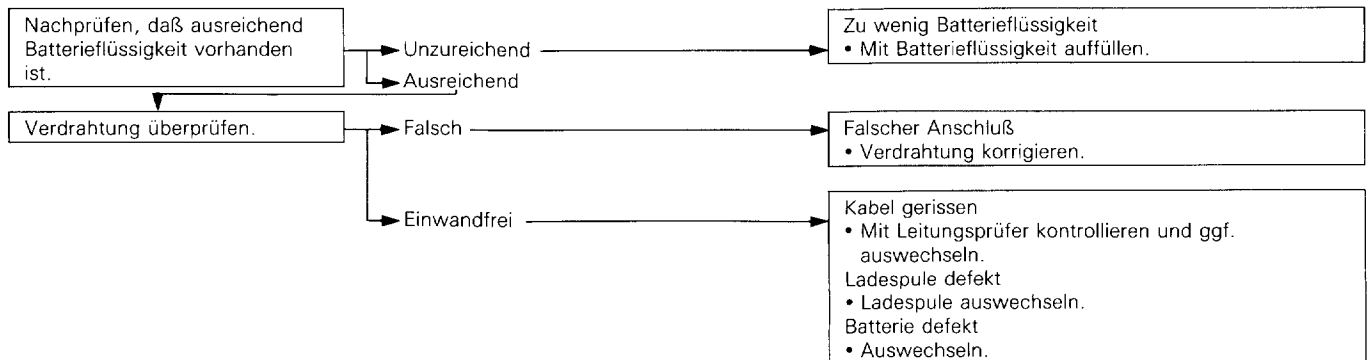 Nachprüfen, daß ausreichend
Batterieflüssigkeit vorhanden
ist.
Unzureichend
Zu wenig Batterieflüssigkeit
• Mit Batterieflüssigkeit auffüllen.
Ausreichend
Verdrahtung überprüfen.
Falsch
Falscher Anschluß
• Verdrahtung korrigieren.
Einwandfrei
Kabel gerissen
• Mit Leitungsprüfer kontrollieren und ggf.
auswechseln.
Ladespule defekt
• Ladespule auswechseln.
Batterie defekt
• Auswechseln.